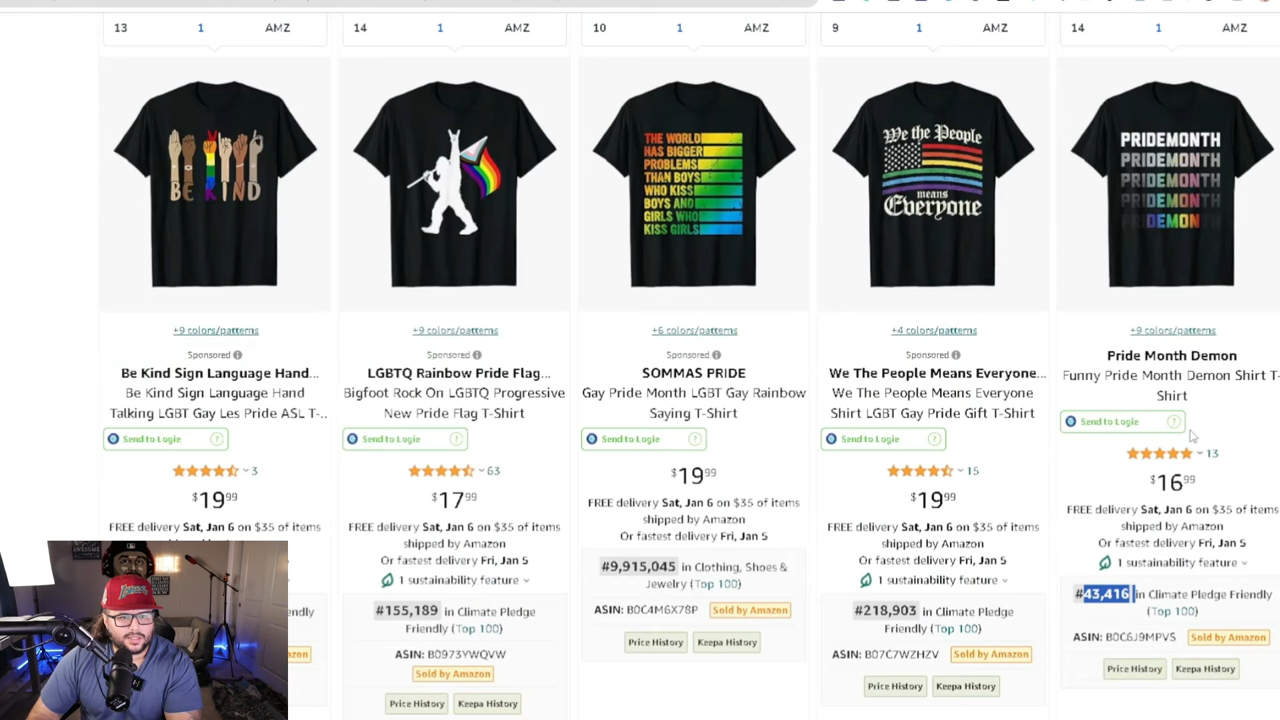 13 1 AMZ
14 1 AMZ
10 1 AMZ
9 1 AMZ
14 1 AMZ
BE KIND
THE WORLD
HAS BIGGER
PROBLEMS
THAN BOYS
WHO KISS
BOYS AND
GIRLS WHO
KISS GIRLS
We the People
means
Everyone
PRIDEMONTH
PRIDEMONTH
PRIDEMONTH
PRIDEMONTH
PRIDEMONTH
+9 colors/patterns
Sponsored
Be Kind Sign Language Hand...
Be Kind Sign Language Hand
Talking LGBT Gay Les Pride ASL T-..
Send to Logie ?
3
$19 99
FREE delivery Sat, Jan 6 on $35 of items
shipped by Amazon
Or fastest delivery Fri, Jan 5
+9 colors/patterns
Sponsored
LGBTQ Rainbow Pride Flag...
Bigfoot Rock On LGBTQ Progressive
New Pride Flag T-Shirt
Send to Logie ?
63
$17 99
FREE delivery Sat, Jan 6 on $35 of items
shipped by Amazon
Or fastest delivery Fri, Jan 5
1 sustainability feature
#155,189 in Climate Pledge
Friendly (Top 100)
ASIN: B0973YWQVW
Sold by Amazon
Price History Keepa History
+6 colors/patterns
Sponsored
SOMMAS PRIDE
Gay Pride Month LGBT Gay Rainbow
Saying T-Shirt
Send to Logie ?
$19 99
FREE delivery Sat, Jan 6 on $35 of items
shipped by Amazon
Or fastest delivery Fri, Jan 5
#9,915,045 in Clothing, Shoes &
Jewelry (Top 100)
ASIN: B0C4M6X78P Sold by Amazon
Price History Keepa History
+4 colors/patterns
Sponsored
We The People Means Everyone...
We The People Means Everyone
Shirt LGBT Gay Pride Gift T-Shirt
Send to Logie ?
15
$19 99
FREE delivery Sat, Jan 6 on $35 of items
shipped by Amazon
Or fastest delivery Fri, Jan 5
1 sustainability feature
#218,903 in Climate Pledge
Friendly (Top 100)
ASIN: B07C7WZHZV Sold by Amazon
Price History Keepa History
+9 colors/patterns
Pride Month Demon
Funny Pride Month Demon Shirt T-
Shirt
Send to Logie ?
13
$16 99
FREE delivery Sat, Jan 6 on $35 of items
shipped by Amazon
Or fastest delivery Fri, Jan 5
1 sustainability feature
#43,416 in Climate Pledge Friendly
(Top 100)
ASIN: B0C6J9MPVS Sold by Amazon
Price History Keepa History